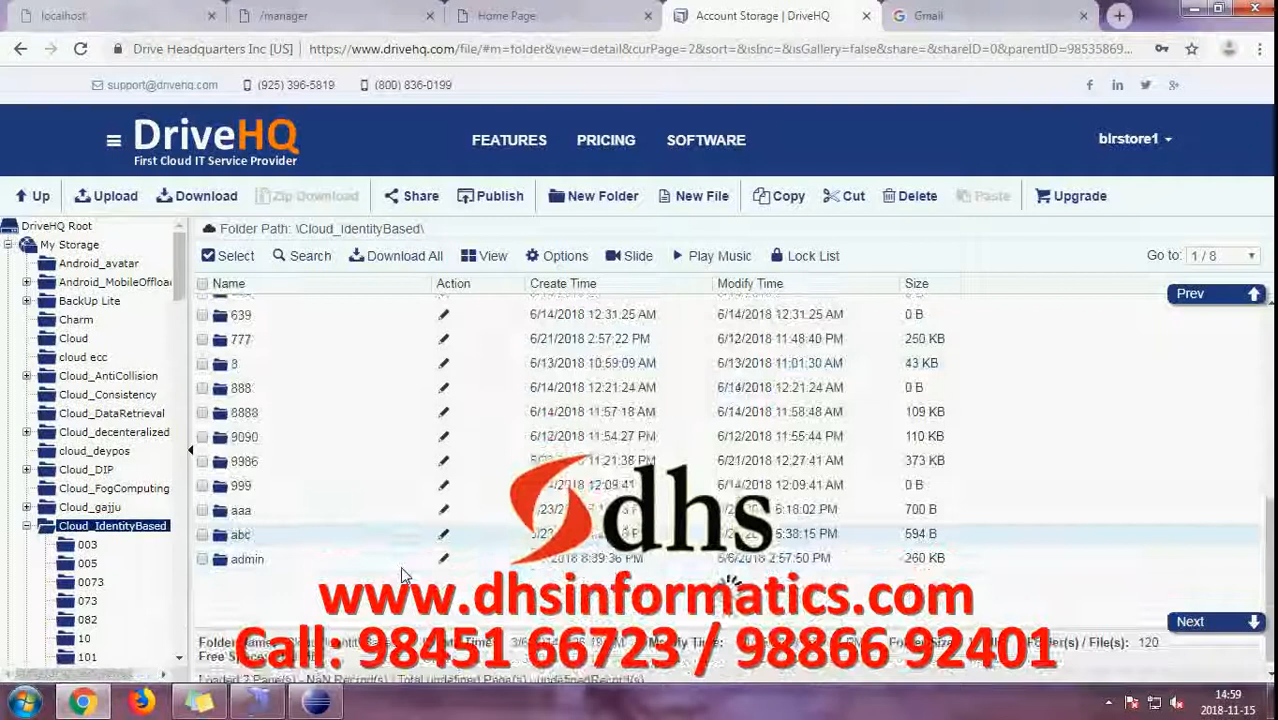 localhost
/manager
Home Page
Account Storage | DriveHQ
Gmail
Drive Headquarters Inc [US] https://www.drivehq.com/file/#m=folder&view=detail&curPage=2&sort=&isInc=&isGallery=false&share=&shareID=0&parentID=98535869...
support@drivehq.com (925) 396-5819 (800) 836-0199
DriveHQ
First Cloud IT Service Provider
FEATURES PRICING SOFTWARE
blrstore1
Up Upload Download Zip Download Share Publish New Folder New File Copy Cut Delete Paste Upgrade
DriveHQ Root
My Storage
Android_avatar
Android_MobileOffloa
BackUp Lite
Charm
Cloud
cloud ecc
Cloud_AntiCollision
Cloud_Consistency
Cloud_DataRetrieval
Cloud_decenteralized
Cloud_deypos
Cloud_DIP
Cloud_FogComputing
Cloud_gajju
Cloud_IdentityBased
003
005
0073
073
082
10
101
Folder Path: \Cloud_IdentityBased\
Select Search Download All View Options Slide Play Music Lock List Go to: 1 / 8
Name Action Create Time Modify Time Size
Prev
639 6/14/2018 12:31:25 AM 6/14/2018 12:31:25 AM 0 B
777 6/21/2018 2:57:22 PM 6/12/2018 11:48:40 PM 250 KB
8 6/13/2018 10:59:09 AM 6/13/2018 11:01:30 AM 43 KB
888 6/14/2018 12:21:24 AM 6/14/2018 12:21:24 AM 0 B
8888 6/14/2018 11:57:18 AM 6/14/2018 11:58:48 AM 109 KB
9090 6/12/2018 11:54:27 PM 6/12/2018 11:55:44 PM 110 KB
9986 11:21:38 PM 6/21/2018 12:27:41 AM 373 KB
999 12:09:41 12:09:41 AM 0 B
aaa 6:18:02 PM 700 B
abc 5:38:15 PM 594 B
admin 2018 8:39:36 PM 5/6/2018 2:57:50 PM 260 KB
dhs
www.dhsinformatics.com
Call: 98451 66723 / 98866 92401
Next
Folder(s) / File(s): 120
Free Space:
14:59
2018-11-15